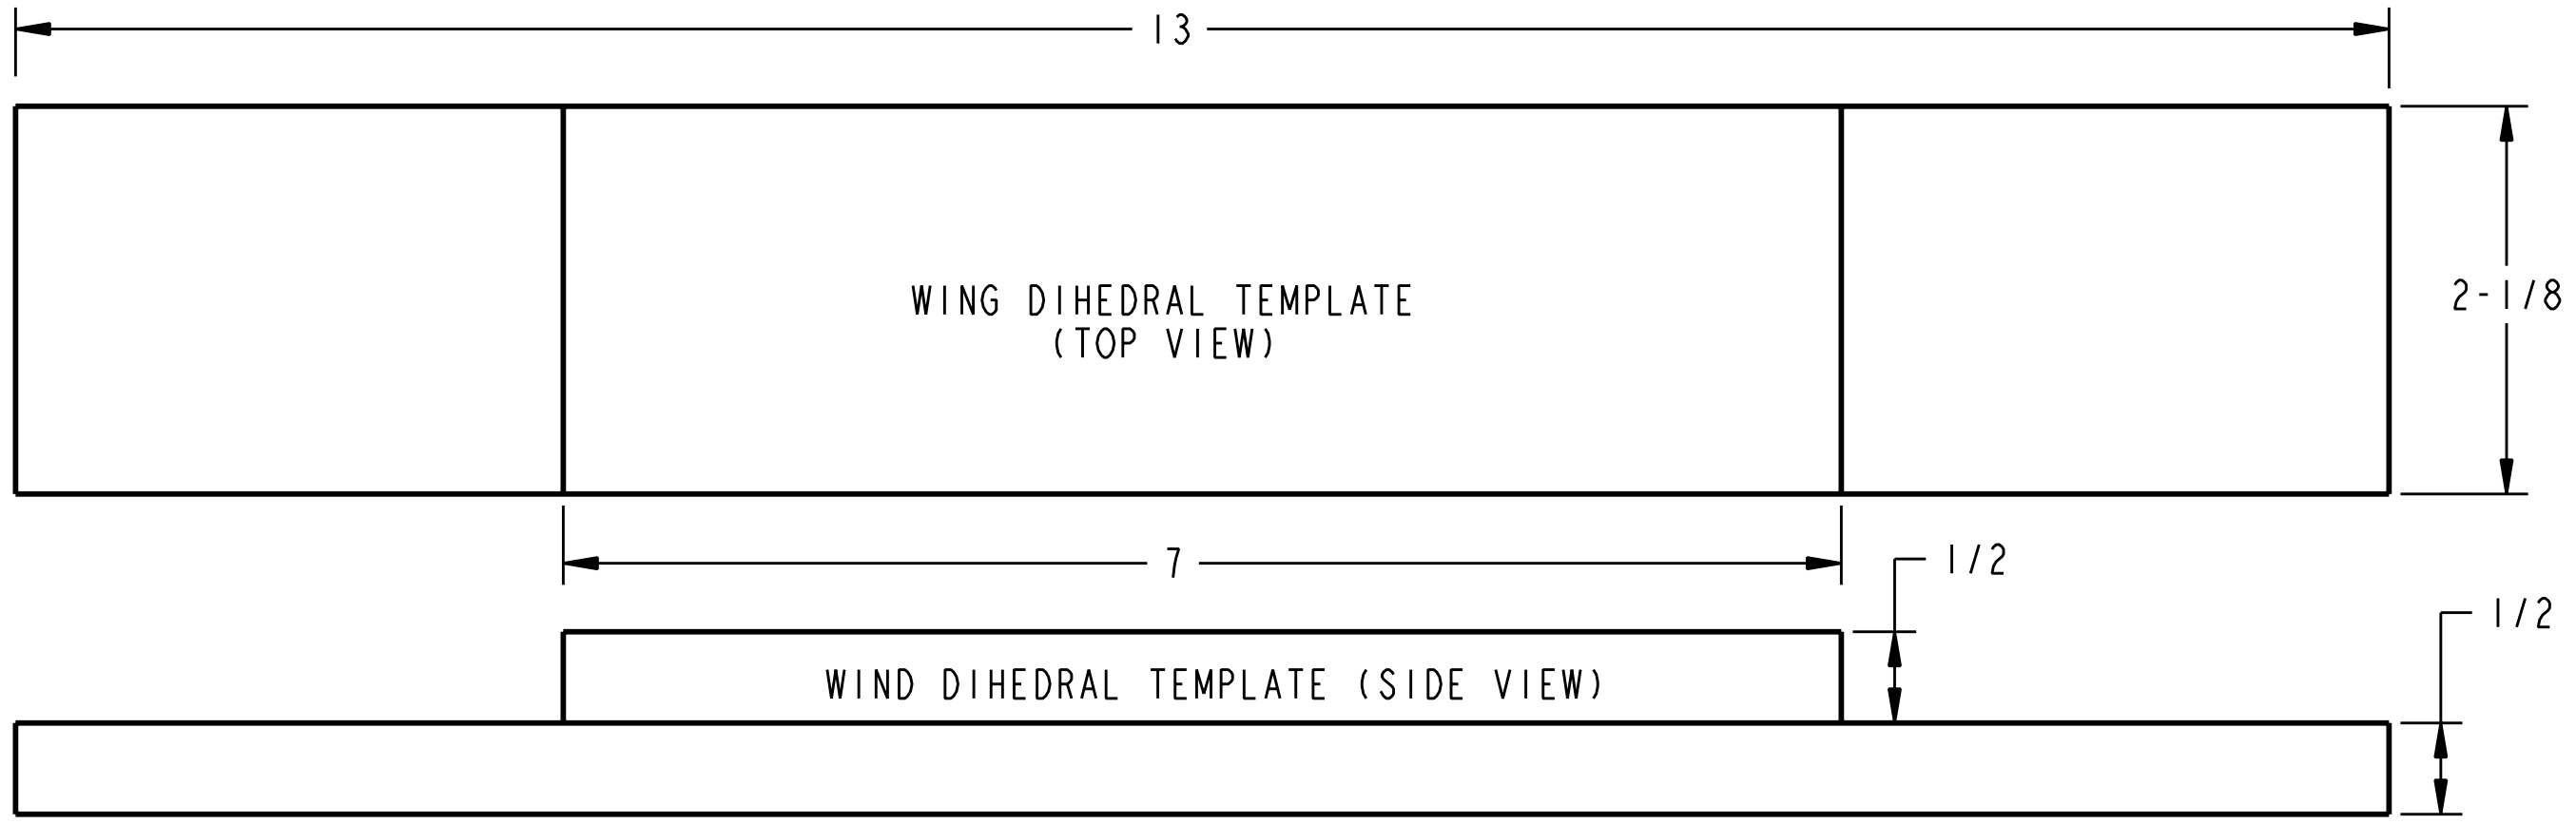 13
WING DIHEDRAL TEMPLATE
(TOP VIEW)
2-1/8
7
1/2
1/2
WIND DIHEDRAL TEMPLATE (SIDE VIEW)